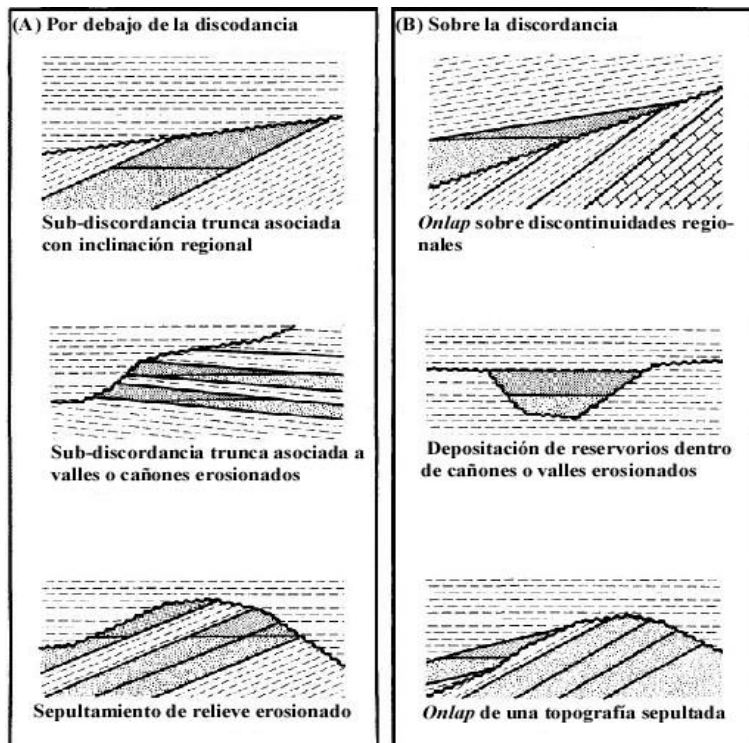 (A) Por debajo de la discodancia
Sub-discordancia trunca asociada
con inclinación regional
Sub-discordancia trunca asociada a
valles o cañones erosionados
Sepultamiento de relieve erosionado
(B) Sobre la discordancia
Onlap sobre discontinuidades regio-
nales
Depositación de reservorios dentro
de cañones o valles erosionados
Onlap de una topografía sepultada